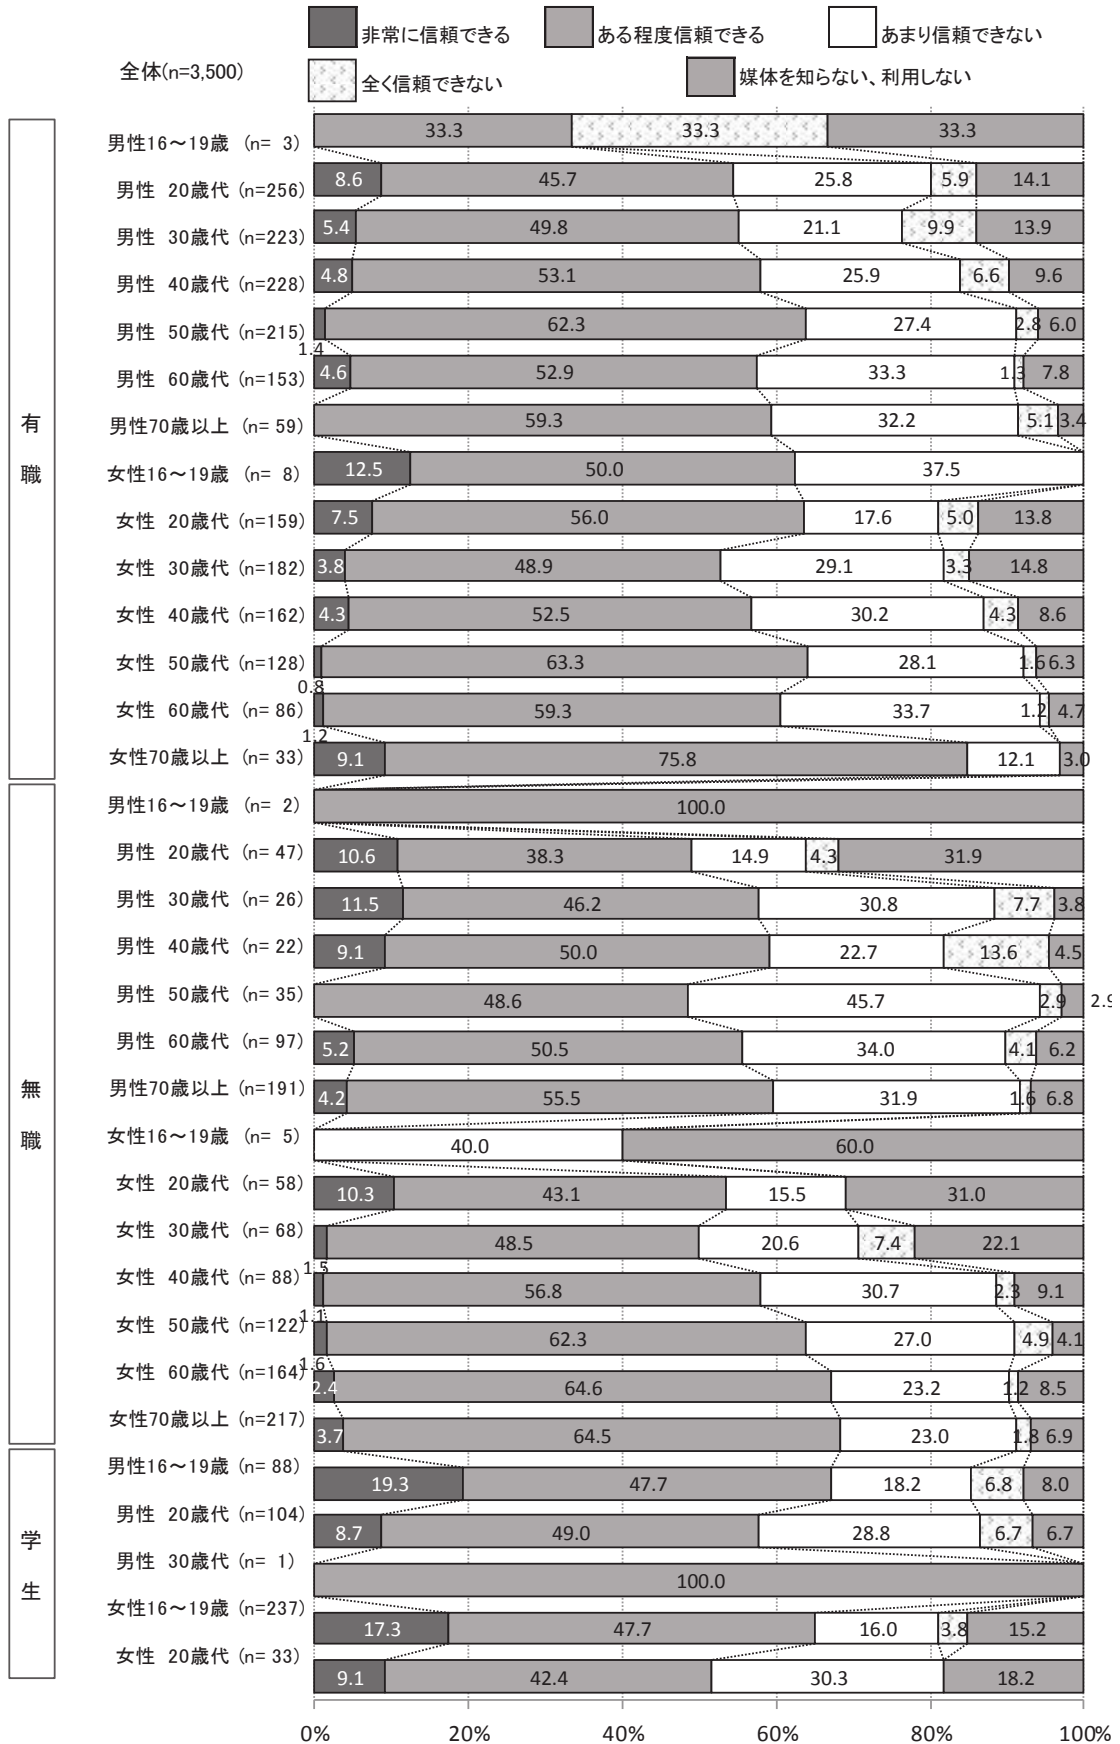 非常に信頼できる ある程度信頼できる あまり信頼できない
全体(n=3,500)
全く信頼できない 媒体を知らない、利用しない
有職
男性16～19歳 (n= 3) 33.3 33.3 33.3
男性 20歳代 (n=256) 8.6 45.7 25.8 5.9 14.1
男性 30歳代 (n=223) 5.4 49.8 21.1 9.9 13.9
男性 40歳代 (n=228) 4.8 53.1 25.9 6.6 9.6
男性 50歳代 (n=215) 1.4 62.3 27.4 2.8 6.0
男性 60歳代 (n=153) 4.6 52.9 33.3 1.3 7.8
男性70歳以上 (n= 59) 59.3 32.2 5.1 3.4
女性16～19歳 (n= 8) 12.5 50.0 37.5
女性 20歳代 (n=159) 7.5 56.0 17.6 5.0 13.8
女性 30歳代 (n=182) 3.8 48.9 29.1 3.3 14.8
女性 40歳代 (n=162) 4.3 52.5 30.2 4.3 8.6
女性 50歳代 (n=128) 0.8 63.3 28.1 1.6 6.3
女性 60歳代 (n= 86) 1.2 59.3 33.7 1.2 4.7
女性70歳以上 (n= 33) 9.1 75.8 12.1 3.0
無職
男性16～19歳 (n= 2) 100.0
男性 20歳代 (n= 47) 10.6 38.3 14.9 4.3 31.9
男性 30歳代 (n= 26) 11.5 46.2 30.8 7.7 3.8
男性 40歳代 (n= 22) 9.1 50.0 22.7 13.6 4.5
男性 50歳代 (n= 35) 48.6 45.7 2.9 2.9
男性 60歳代 (n= 97) 5.2 50.5 34.0 4.1 6.2
男性70歳以上 (n=191) 4.2 55.5 31.9 1.6 6.8
女性16～19歳 (n= 5) 40.0 60.0
女性 20歳代 (n= 58) 10.3 43.1 15.5 31.0
女性 30歳代 (n= 68) 1.5 48.5 20.6 7.4 22.1
女性 40歳代 (n= 88) 1.1 56.8 30.7 2.3 9.1
女性 50歳代 (n=122) 1.6 62.3 27.0 4.9 4.1
女性 60歳代 (n=164) 2.4 64.6 23.2 1.2 8.5
女性70歳以上 (n=217) 3.7 64.5 23.0 1.8 6.9
学生
男性16～19歳 (n= 88) 19.3 47.7 18.2 6.8 8.0
男性 20歳代 (n=104) 8.7 49.0 28.8 6.7 6.7
男性 30歳代 (n= 1) 100.0
女性16～19歳 (n=237) 17.3 47.7 16.0 3.8 15.2
女性 20歳代 (n= 33) 9.1 42.4 30.3 18.2
0% 20% 40% 60% 80% 100%